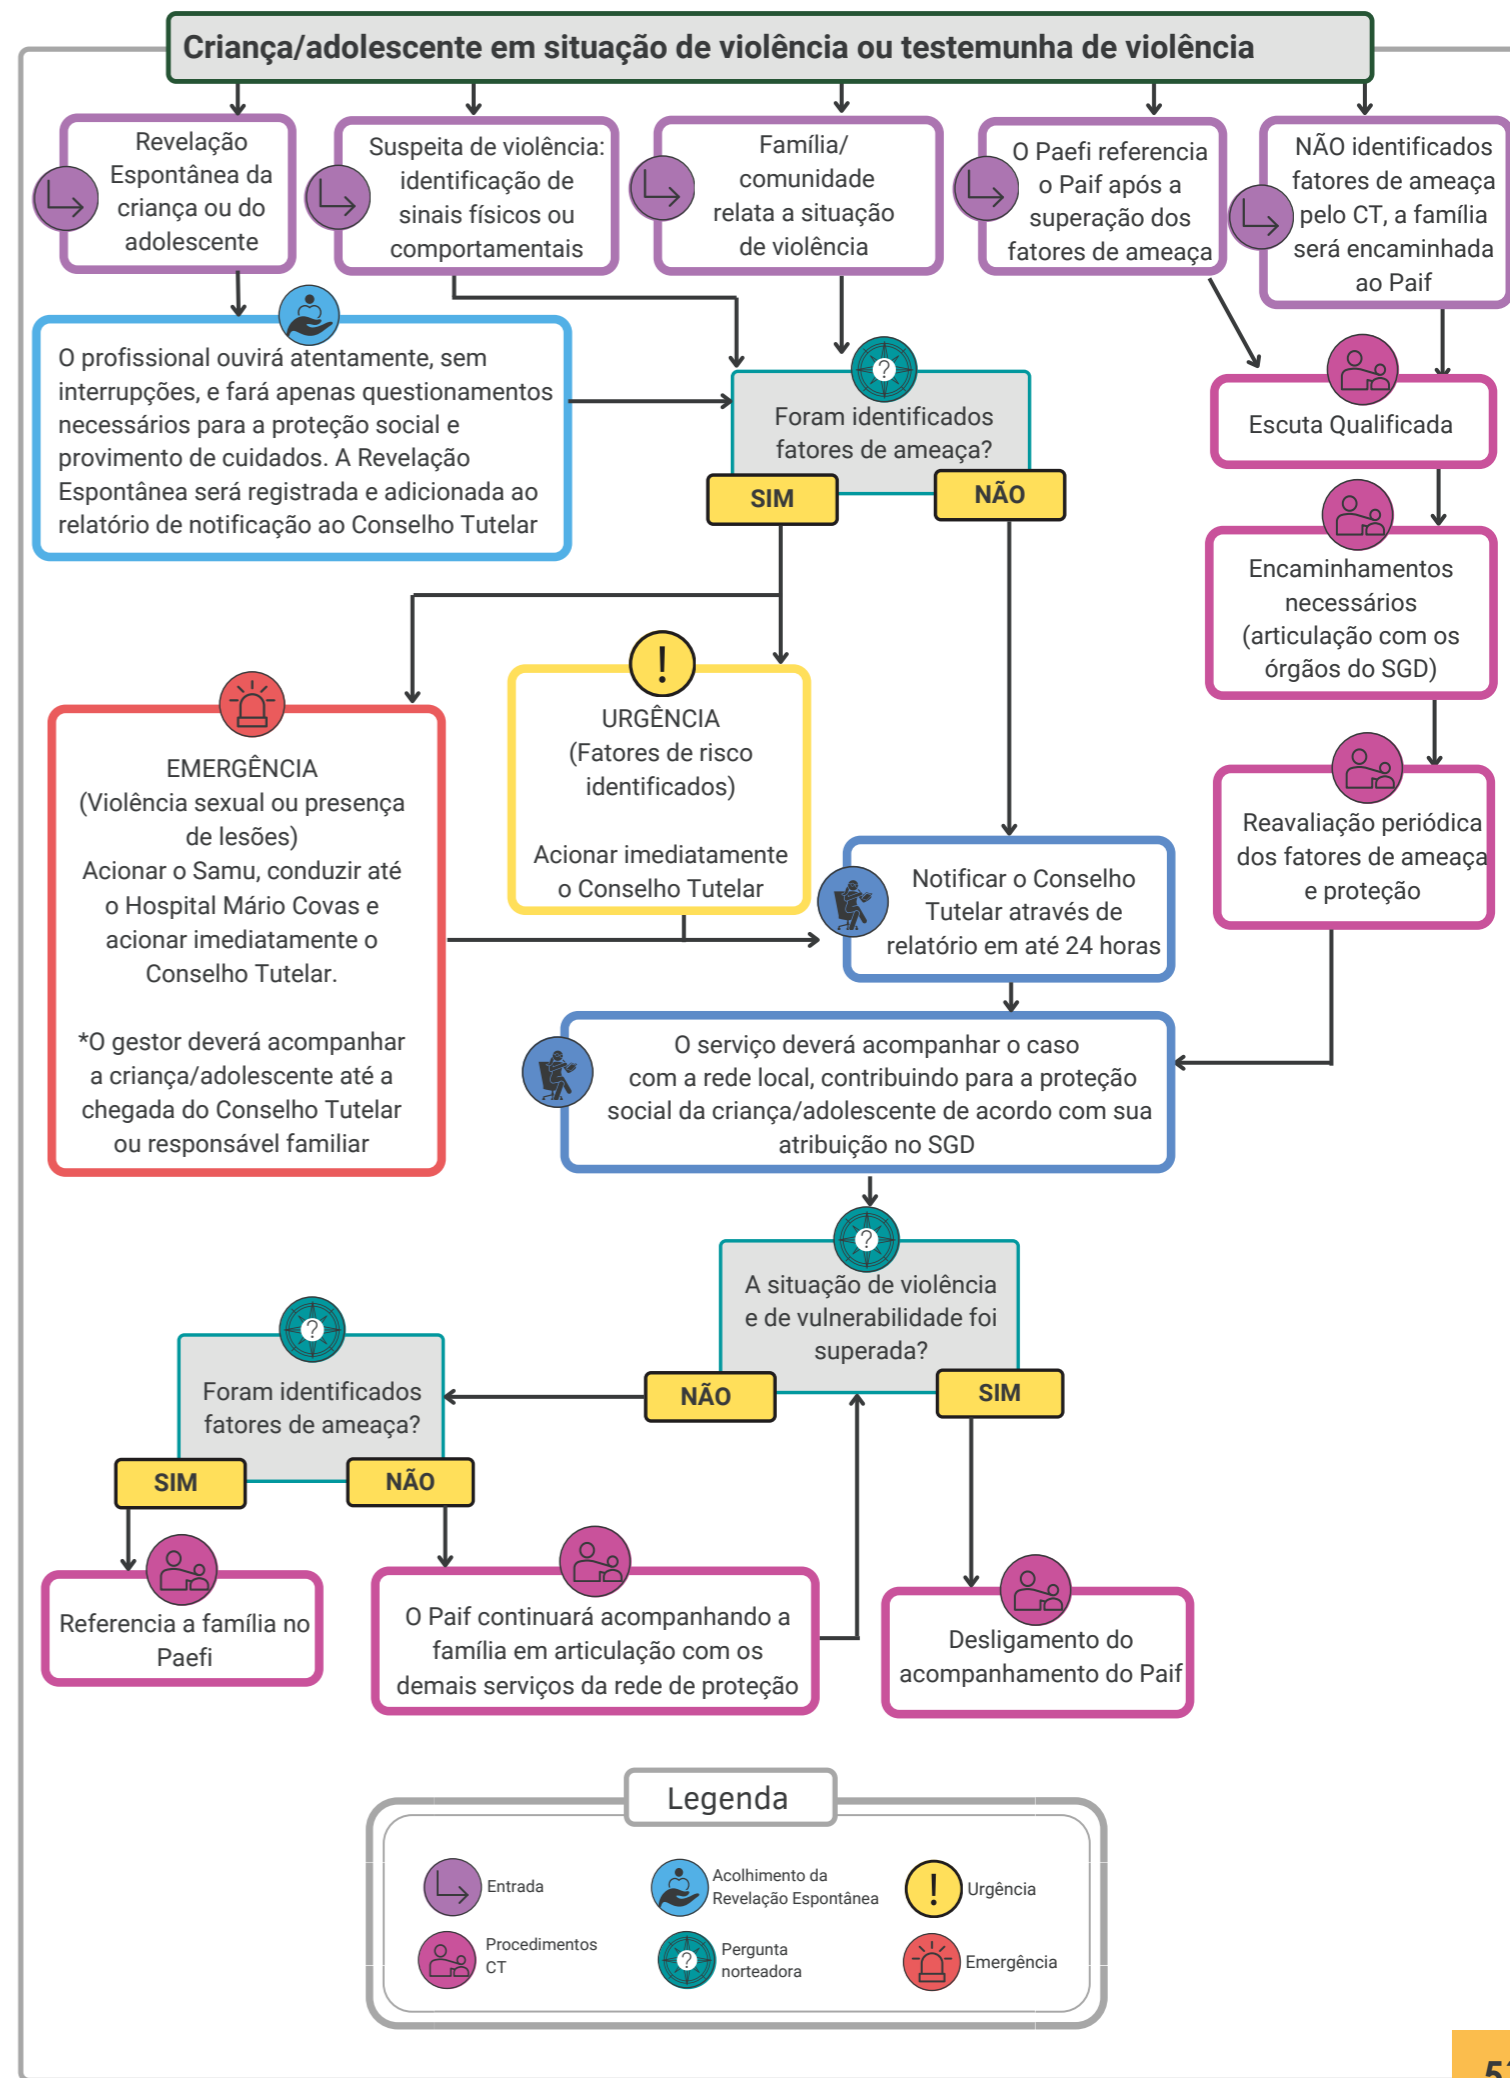 Criança/adolescente em situação de violência ou testemunha de violência
Revelação
Espontânea da
criança ou do
adolescente
Suspeita de violência:
identificação de
sinais físicos ou
comportamentais
Família/
comunidade
relata a situação
de violência
O Paefi referencia
o Paif após a
superação dos
fatores de ameaça
NÃO identificados
fatores de ameaça
pelo CT, a família
será encaminhada
ao Paif
O profissional ouvirá atentamente, sem
interrupções, e fará apenas questionamentos
necessários para a proteção social e
provimento de cuidados. A Revelação
Espontânea será registrada e adicionada ao
relatório de notificação ao Conselho Tutelar
?
Foram identificados
fatores de ameaça?
SIM
NÃO
Escuta Qualificada
Encaminhamentos
necessários
(articulação com os
órgãos do SGD)
Reavaliação periódica
dos fatores de ameaça
e proteção
EMERGÊNCIA
(Violência sexual ou presença
de lesões)
Acionar o Samu, conduzir até
o Hospital Mário Covas e
acionar imediatamente o
Conselho Tutelar.
*O gestor deverá acompanhar
a criança/adolescente até a
chegada do Conselho Tutelar
ou responsável familiar
!
URGÊNCIA
(Fatores de risco
identificados)
Acionar imediatamente
o Conselho Tutelar
Notificar o Conselho
Tutelar através de
relatório em até 24 horas
O serviço deverá acompanhar o caso
com a rede local, contribuindo para a proteção
social da criança/adolescente de acordo com sua
atribuição no SGD
?
A situação de violência
e de vulnerabilidade foi
superada?
NÃO
SIM
?
Foram identificados
fatores de ameaça?
SIM
NÃO
Referencia a família no
Paefi
O Paif continuará acompanhando a
família em articulação com os
demais serviços da rede de proteção
Desligamento do
acompanhamento do Paif
Legenda
Entrada
Acolhimento da
Revelação Espontânea
!
Urgência
Procedimentos
CT
?
Pergunta
norteadora
Emergência